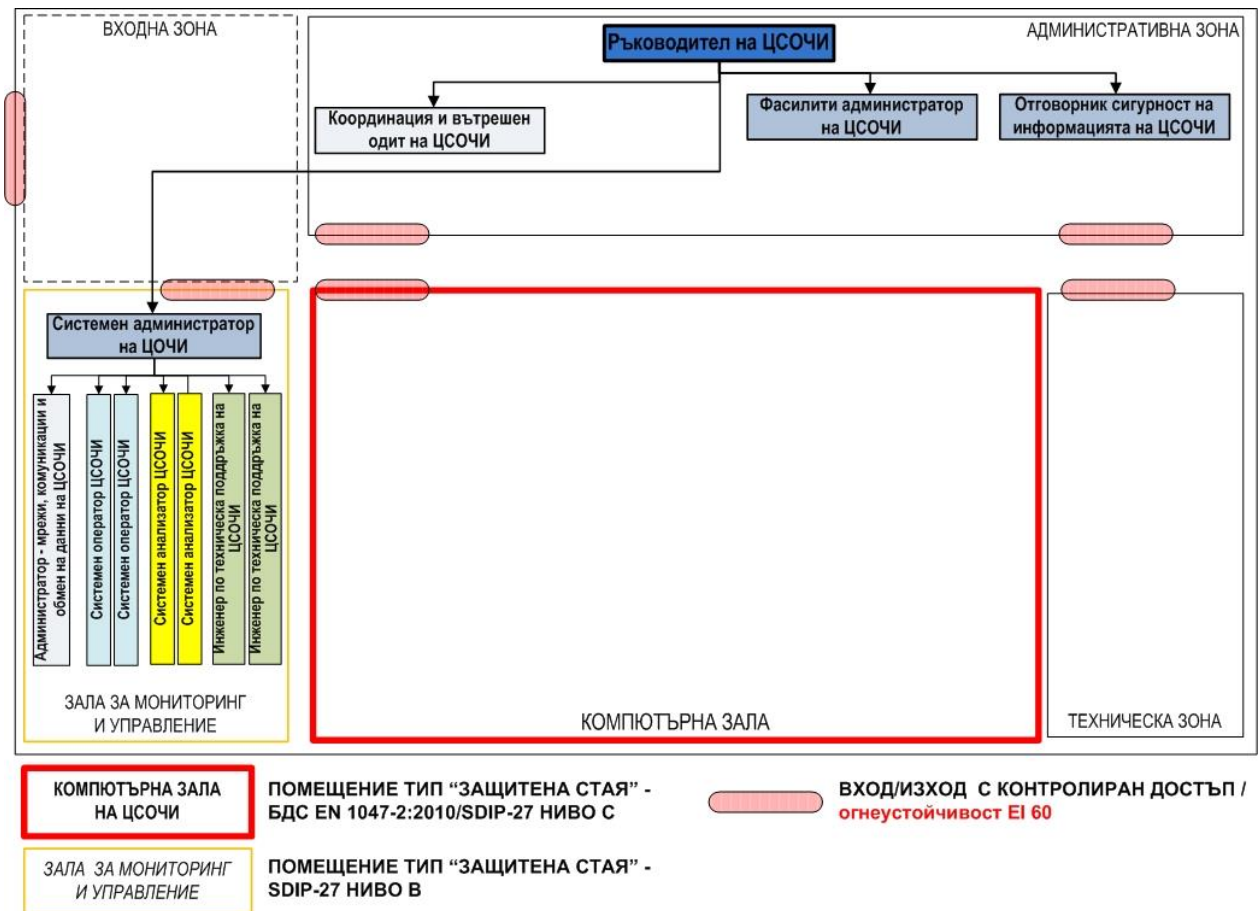 ВХОДНА ЗОНА
АДМИНИСТРАТИВНА ЗОНА
Ръководител на ЦСОЧИ
Координация и вътрешен
одит на ЦСОЧИ
Фасилити администратор
на ЦСОЧИ
Отговорник сигурност на
информацията на ЦСОЧИ
Системен администратор
на ЦОЧИ
Администратор - мрежи, комуникации и
обмен на данни на ЦСОЧИ
Системен оператор ЦСОЧИ
Системен оператор ЦСОЧИ
Системен анализатор ЦСОЧИ
Системен анализатор ЦСОЧИ
Инженер по техническа поддръжка на
ЦСОЧИ
Инженер по техническа поддръжка на
ЦСОЧИ
ЗАЛА ЗА МОНИТОРИНГ
И УПРАВЛЕНИЕ
КОМПЮТЪРНА ЗАЛА
ТЕХНИЧЕСКА ЗОНА
КОМПЮТЪРНА ЗАЛА
НА ЦСОЧИ
ПОМЕЩЕНИЕ ТИП “ЗАЩИТЕНА СТАЯ” -
БДС EN 1047-2:2010/SDIP-27 НИВО C
ВХОД/ИЗХОД С КОНТРОЛИРАН ДОСТЪП /
огнеустойчивост EI 60
ЗАЛА ЗА МОНИТОРИНГ
И УПРАВЛЕНИЕ
ПОМЕЩЕНИЕ ТИП “ЗАЩИТЕНА СТАЯ” -
SDIP-27 НИВО B